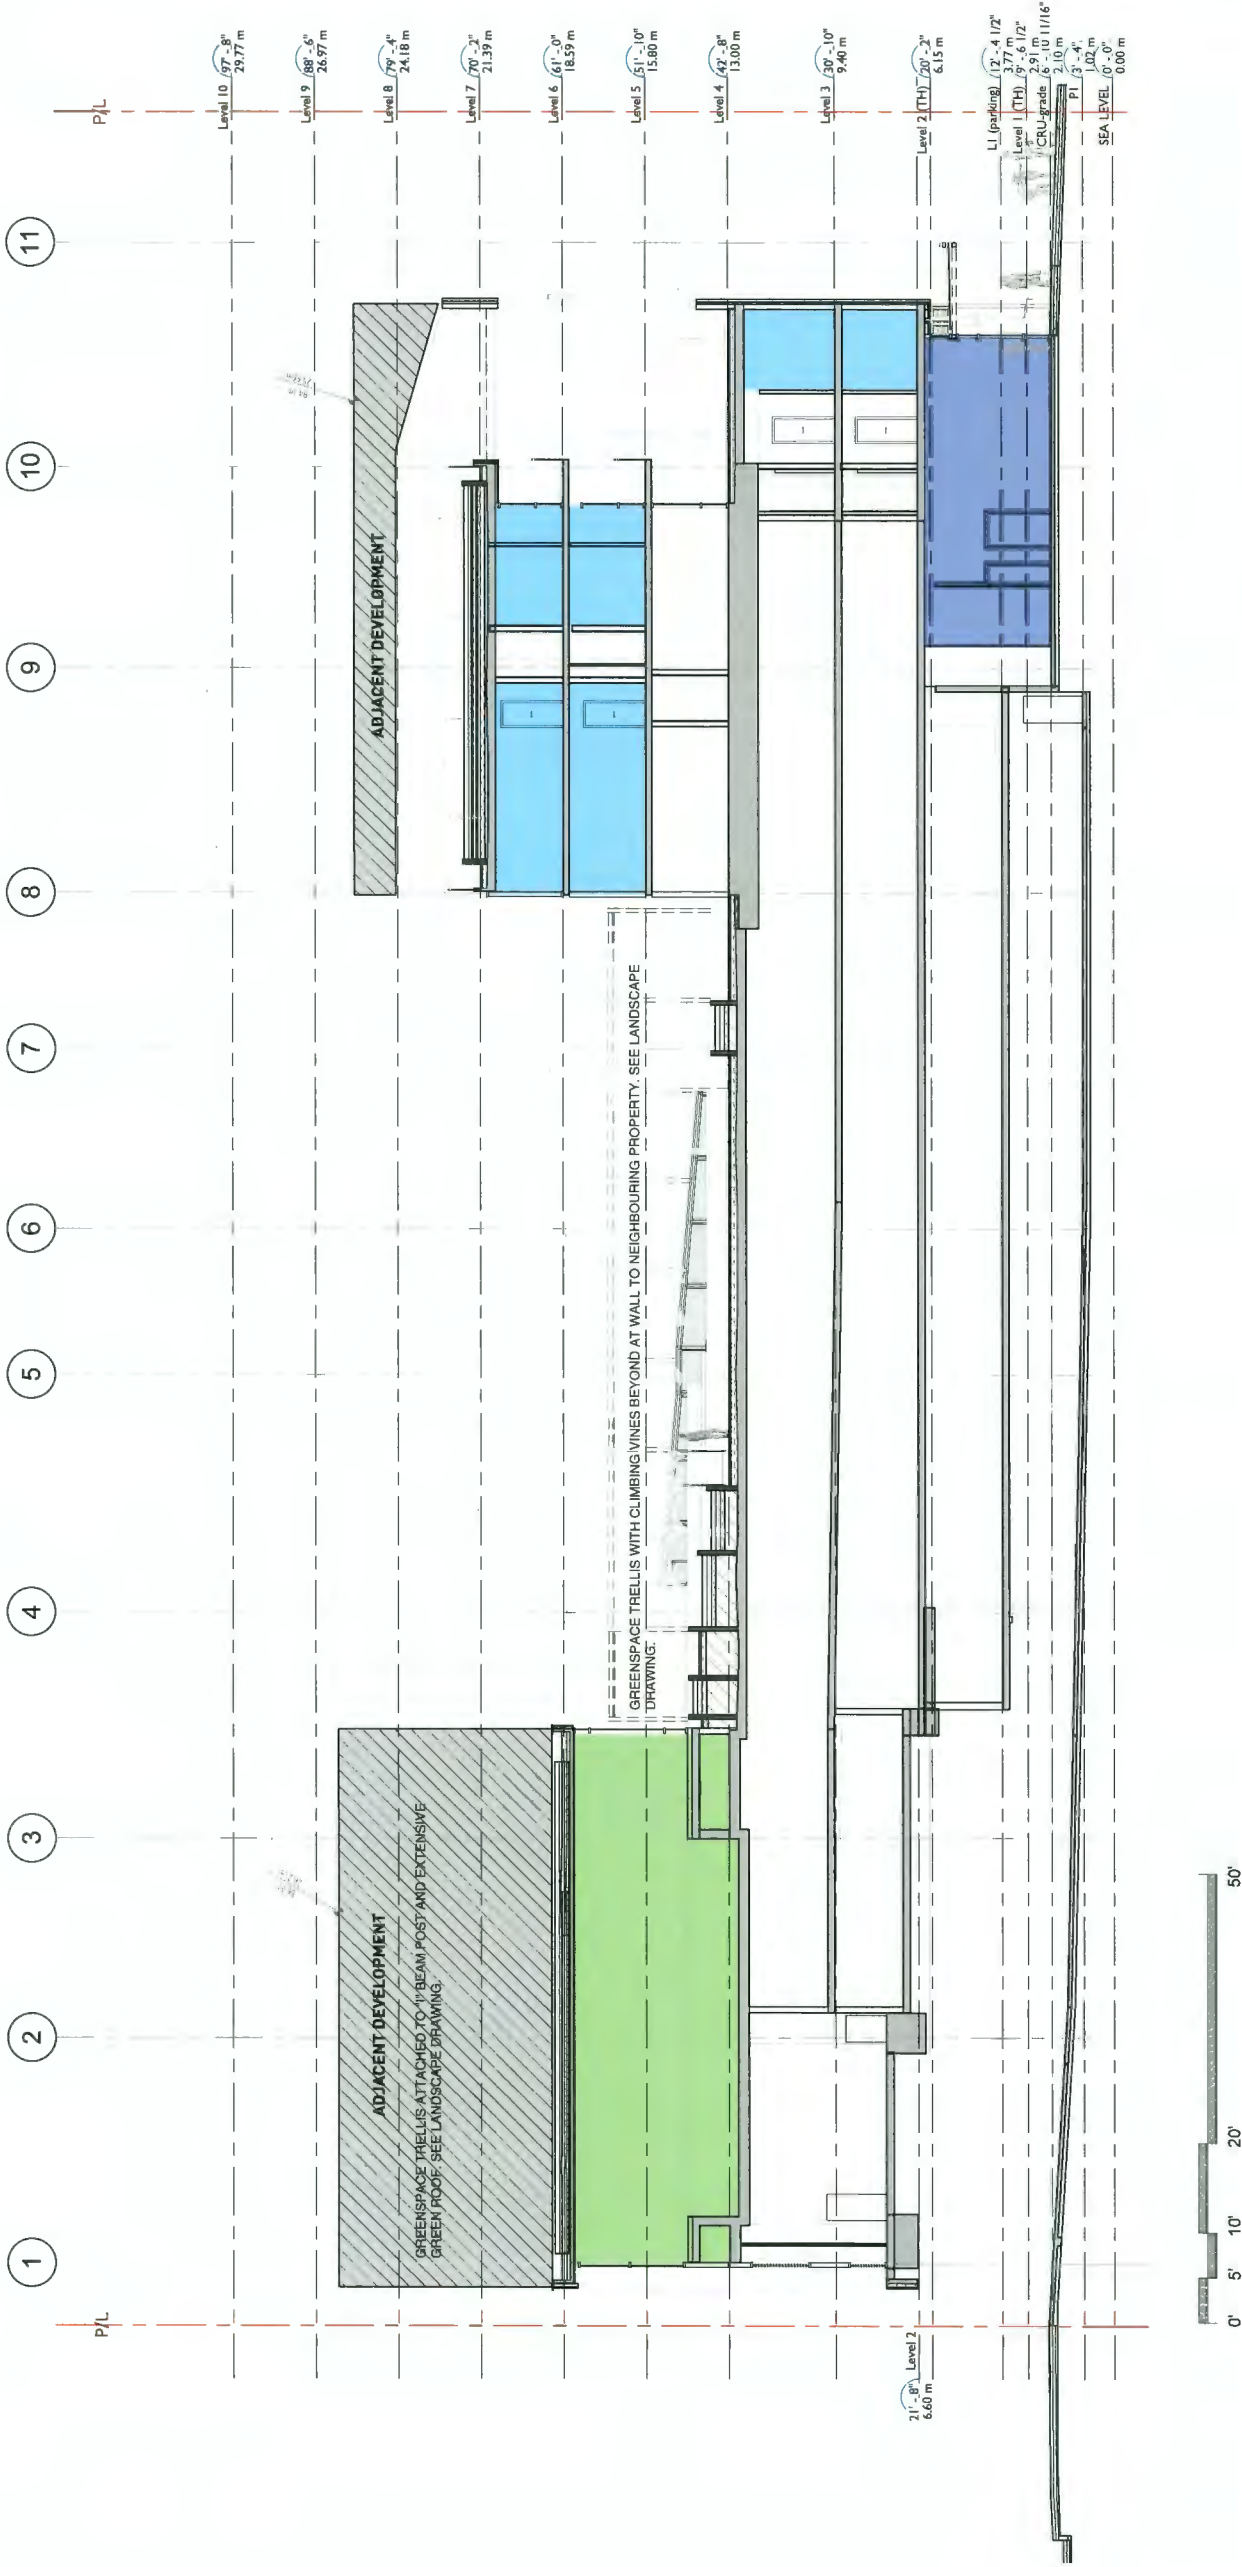 1
2
3
4
5
6
7
8
9
10
11
P/L
P/L
Level 10
97' - 8"
29.77 m
Level 9
88' - 6"
26.97 m
Level 8
79' - 4"
24.18 m
Level 7
70' - 2"
21.39 m
Level 6
61' - 0"
18.59 m
Level 5
51' - 10"
15.80 m
Level 4
42' - 8"
13.00 m
Level 3
30' - 10"
9.40 m
Level 2 (TH)
20' - 2"
6.15 m
L1 (parking)
12' - 4 1/2"
3.77 m
Level 1 (TH)
9' - 6 1/2"
2.91 m
CRU-grade
6' - 10 11/16"
2.10 m
P1
3' - 4"
1.02 m
SEA LEVEL
0' - 0"
0.00 m
ADJACENT DEVELOPMENT
GREENSPACE TRELLIS ATTACHED TO "I" BEAM POST AND EXTENSIVE
GREEN ROOF. SEE LANDSCAPE DRAWING.
ADJACENT DEVELOPMENT
GREENSPACE TRELLIS WITH CLIMBING VINES BEYOND AT WALL TO NEIGHBOURING PROPERTY. SEE LANDSCAPE
DRAWING.
21' - 8"
Level 2
6.60 m
0'
5'
10'
20'
50'